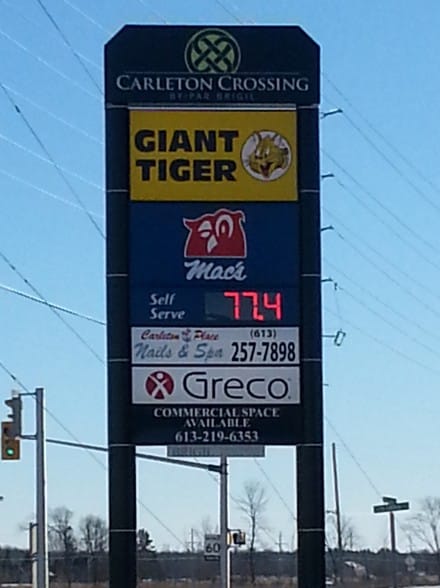 CARLETON CROSSING
BY PAR BRIGIL
GIANT
TIGER
Mac's
Self
Serve
77.4
Carleton Place
Nails & Spa
(613)
257-7898
Greco
COMMERCIAL SPACE
AVAILABLE
613-219-6353
60